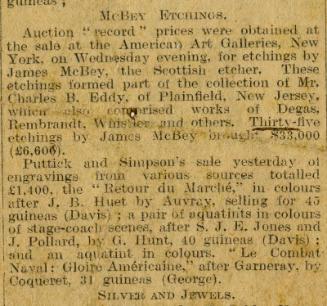 guineas ;
MCBEY ETCHINGS.
Auction "record" prices were obtained at
the sale at the American Art Galleries, New
York, on Wednesday evening, for etchings by
James McBey, the Scottish etcher. These
etchings formed part of the collection of Mr.
Charles B. Eddy, of Plainfield, New Jersey,
which also comprised works of Degas,
Rembrandt, Whistler and others. Thirty-five
etchings by James McBey brought $33,000
(£6,606).
Puttick and Simpson's sale yesterday of
engravings from various sources totalled
£1,400, the "Retour du Marché," in colours
after J. B. Huet by Auvray, selling for 45
guineas (Davis) ; a pair of aquatints in colours
of stage-coach scenes, after S. J. E. Jones and
J. Pollard, by G. Hunt, 40 guineas (Davis) ;
and an aquatint in colours. "Le Combat
Naval: Gloire Américaine," after Garneray, by
Coqueret, 31 guineas (George).
SILVER AND JEWELS.